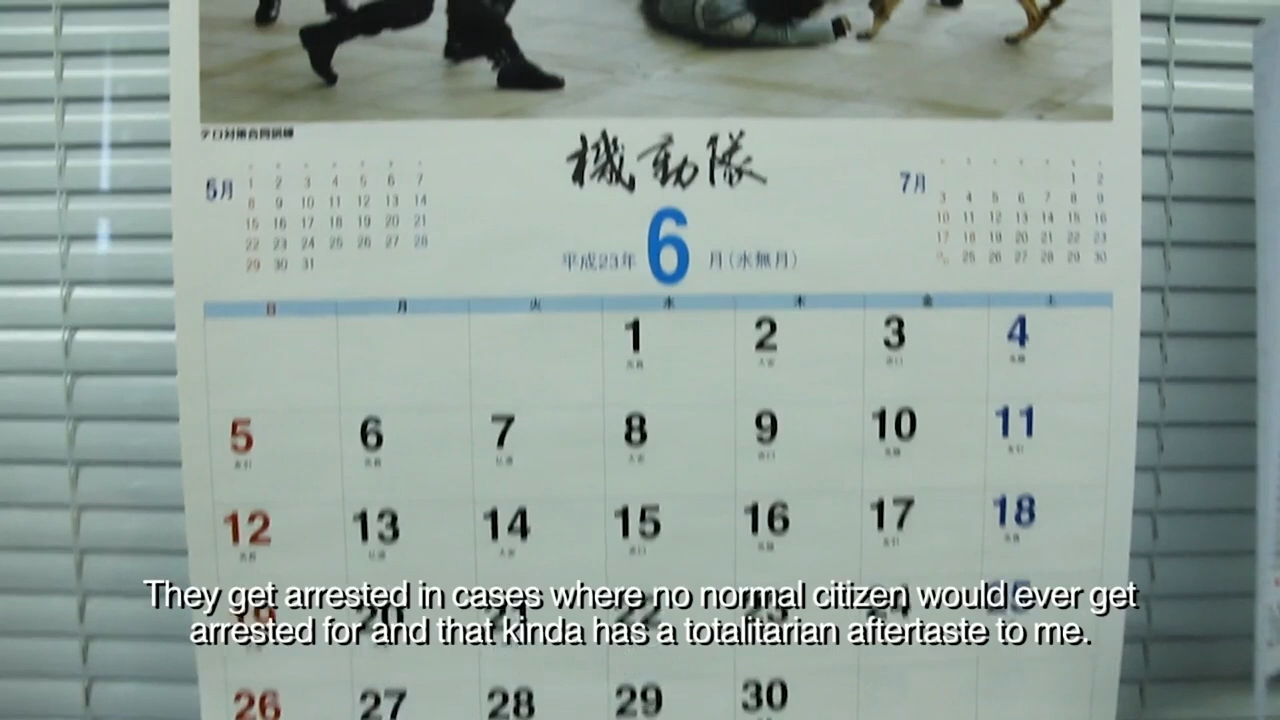 テロ対策合同訓練
機動隊
5月
1 2 3 4 5 6 7
8 9 10 11 12 13 14
15 16 17 18 19 20 21
22 23 24 25 26 27 28
29 30 31
平成23年 6 月(水無月)
7月
1 2
3 4 5 6 7 8 9
10 11 12 13 14 15 16
17 18 19 20 21 22 23
25 26 27 28 29 30
日 月 火 水 木 金 土
1 2 3 4
5 6 7 8 9 10 11
12 13 14 15 16 17 18
19 20 21 22 23 24 25
26 27 28 29 30
They get arrested in cases where no normal citizen would ever get
arrested for and that kinda has a totalitarian aftertaste to me.